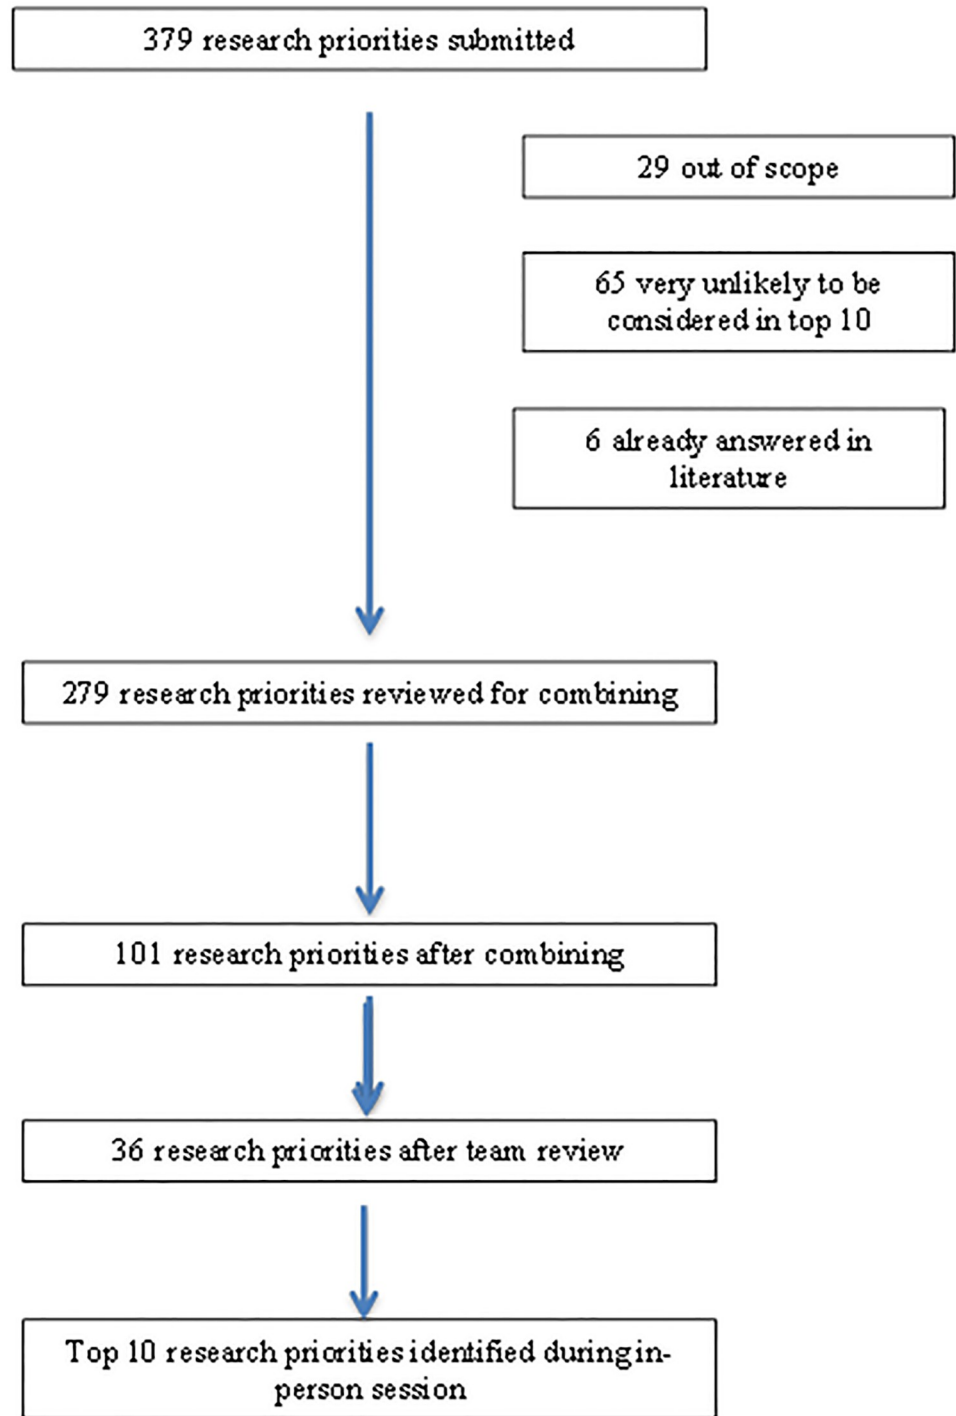 379 research priorities submitted
29 out of scope
65 very unlikely to be
considered in top 10
6 already answered in
literature
279 research priorities reviewed for combining
101 research priorities after combining
36 research priorities after team review
Top 10 research priorities identified during in-
person session